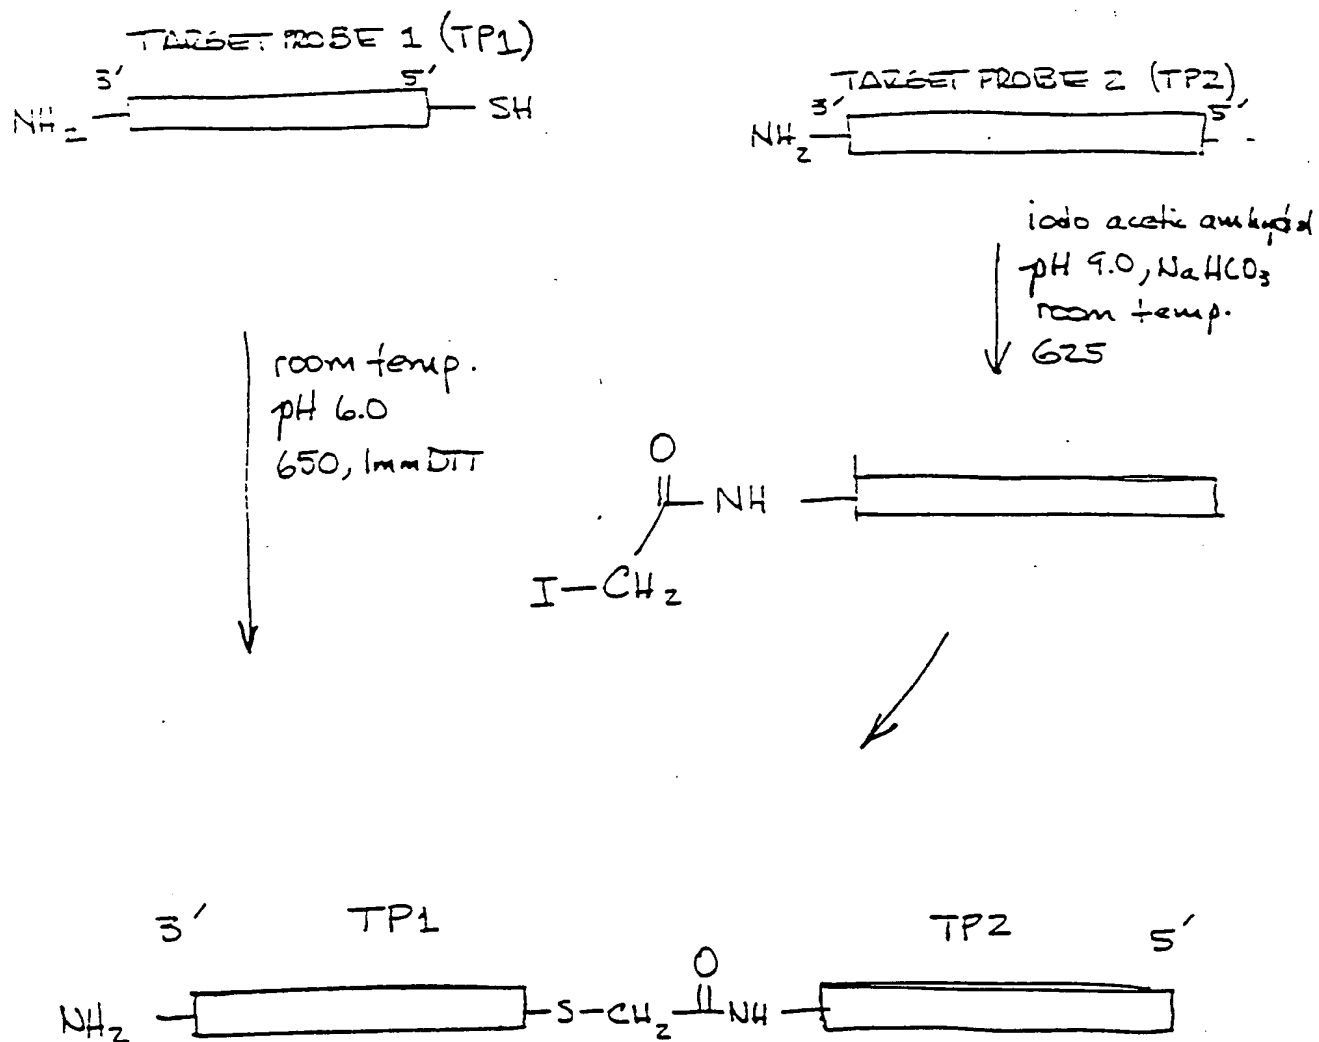 TARGET PROBE 1 (TP1)
3' 5'
NH2 SH
TARGET PROBE 2 (TP2)
3' 5'
NH2
iodo acetic
pH 9.0, NaHCO3
room temp.
625
room temp.
pH 6.0
650, 1mm DTT
O
NH
I-CH2
3' TP1 TP2 5'
O
NH2 S-CH2 NH